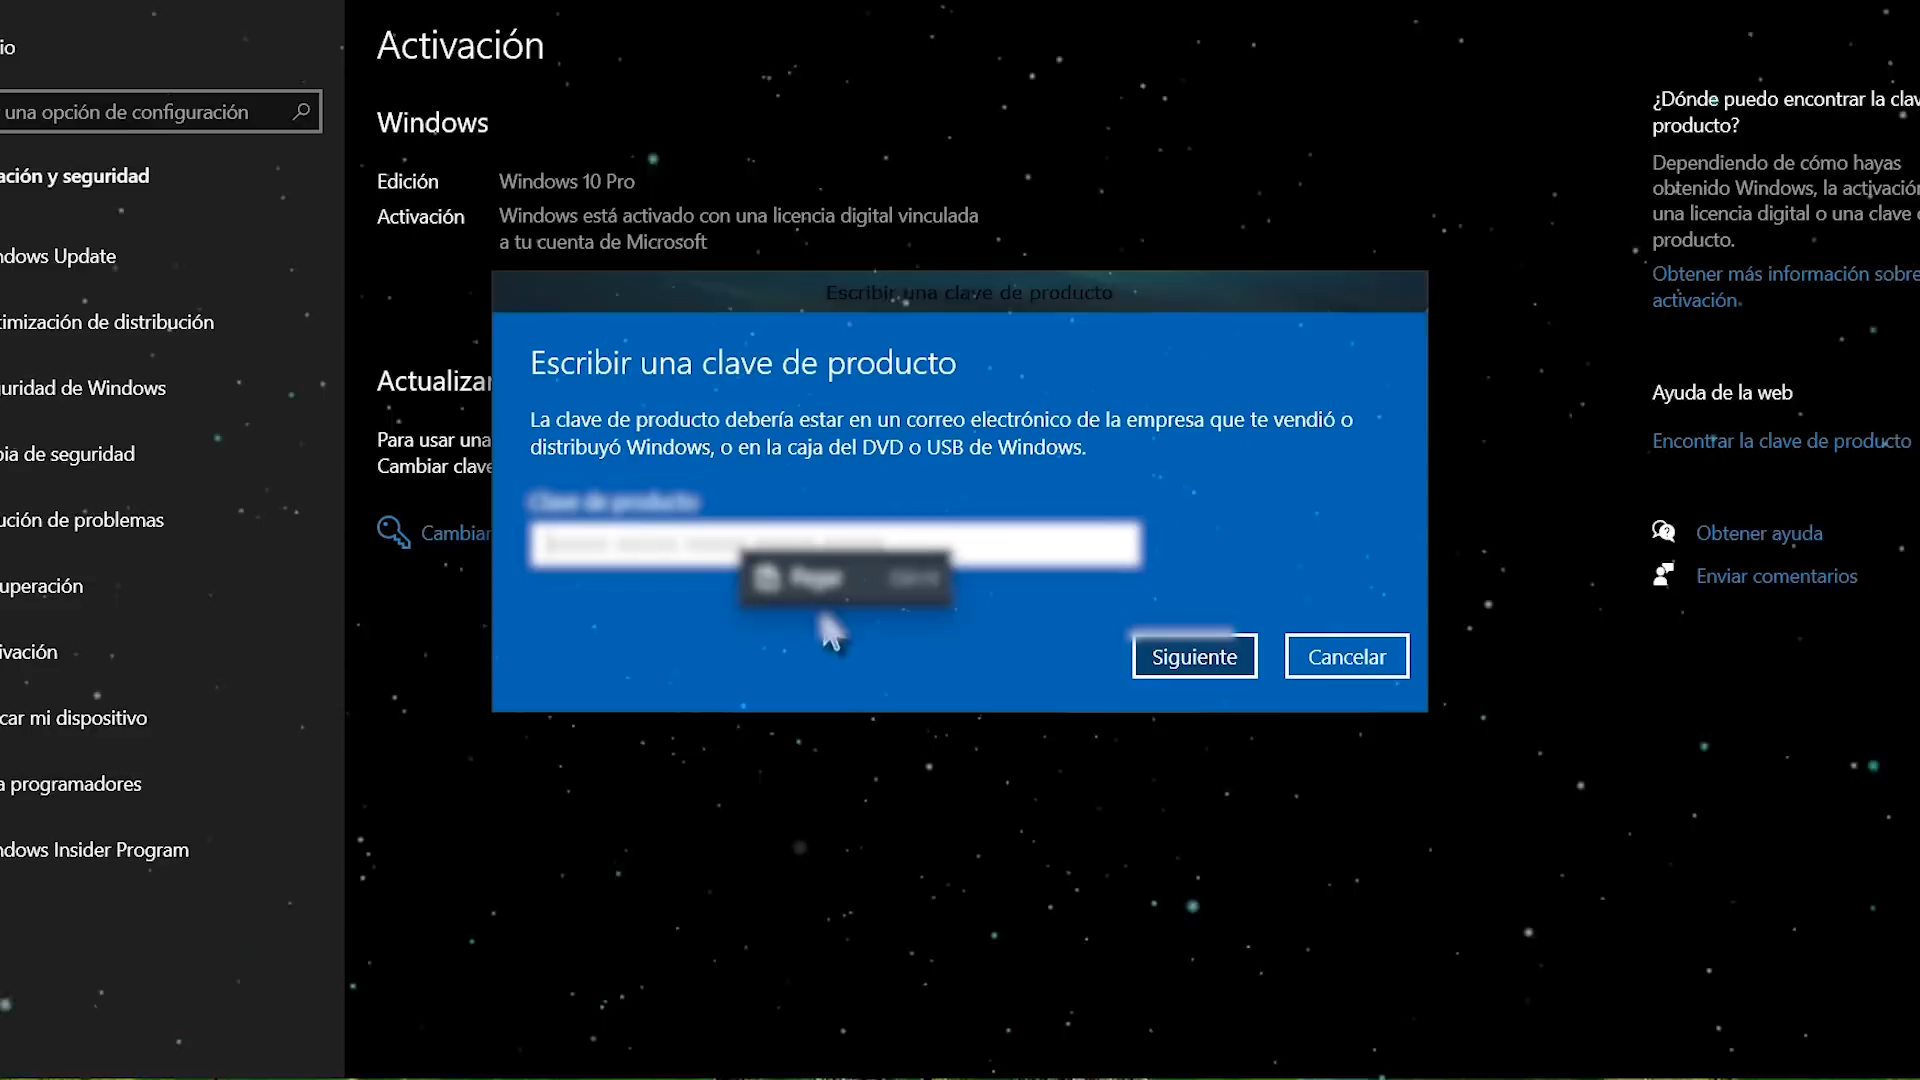 io
una opción de configuración
ación y seguridad
ndows Update
timización de distribución
uridad de Windows
pia de seguridad
ución de problemas
uperación
ivación
car mi dispositivo
a programadores
ndows Insider Program
Activación
Windows
Edición Windows 10 Pro
Activación Windows está activado con una licencia digital vinculada
a tu cuenta de Microsoft
Actualizar
Para usar una
Cambiar clave
Cambiar
Escribir una clave de producto
Escribir una clave de producto
La clave de producto debería estar en un correo electrónico de la empresa que te vendió o
distribuyó Windows, o en la caja del DVD o USB de Windows.
Clave de producto
Pegar
Siguiente Cancelar
¿Dónde puedo encontrar la clav
producto?
Dependiendo de cómo hayas
obtenido Windows, la activación
una licencia digital o una clave
producto.
Obtener más información sobre
activación.
Ayuda de la web
Encontrar la clave de producto
Obtener ayuda
Enviar comentarios